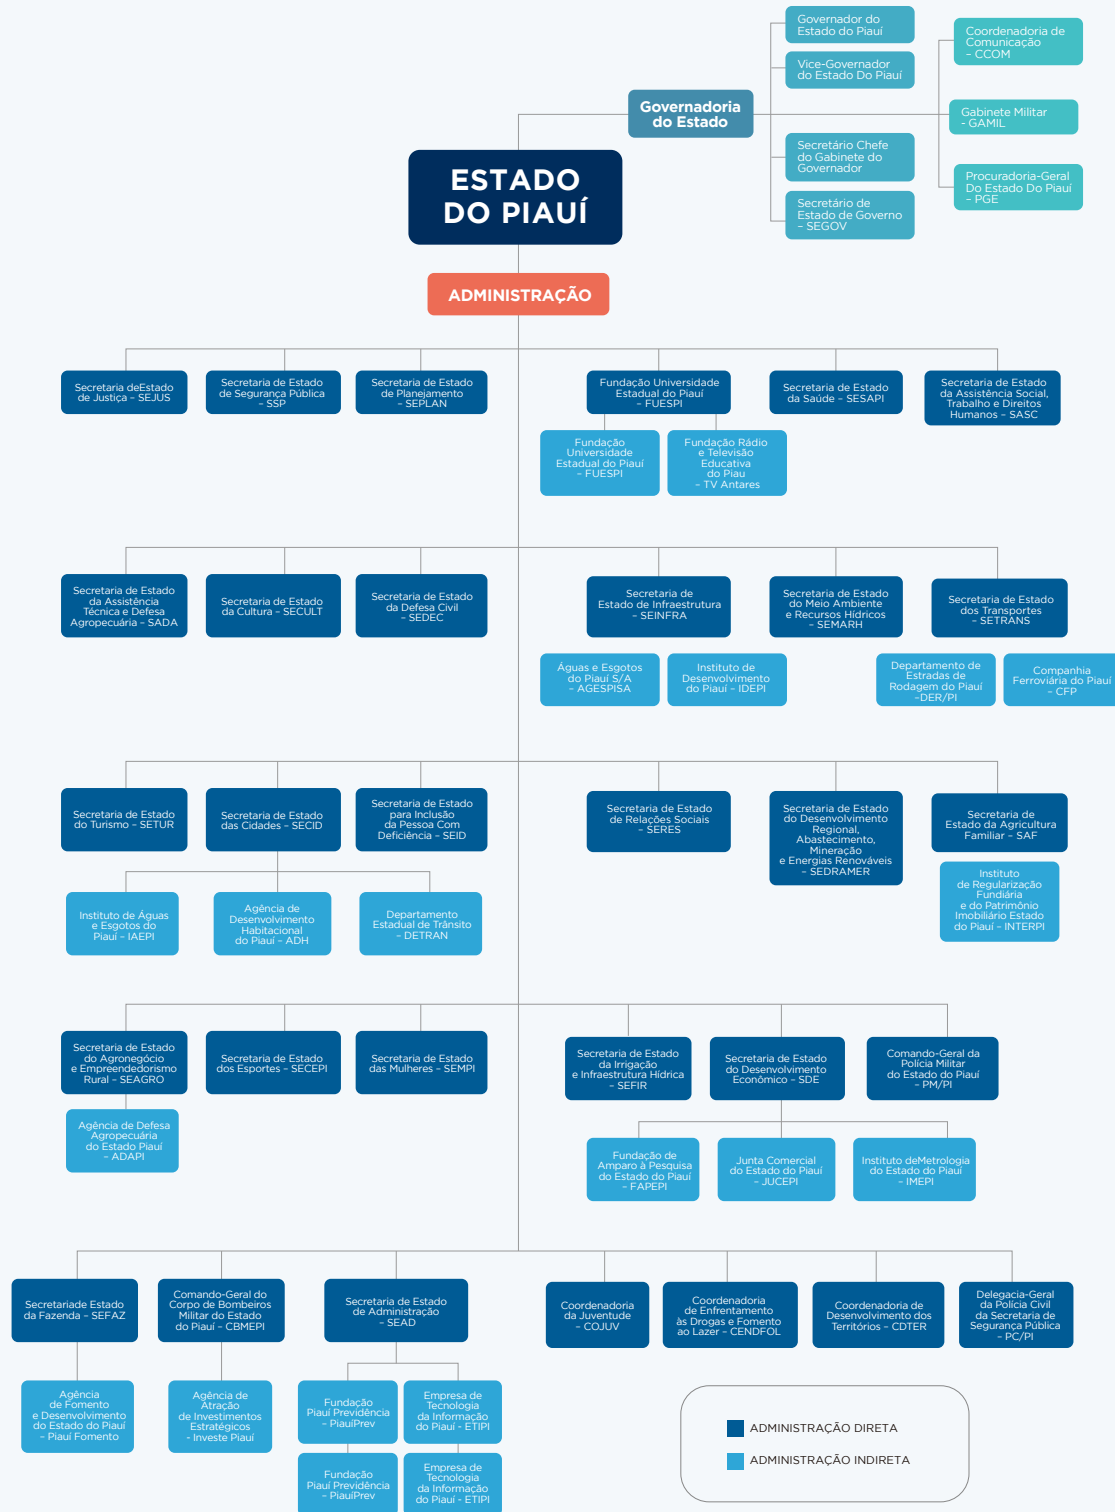 Governador do
Estado do Piauí
Vice-Governador
do Estado Do Piauí
Governadoria
do Estado
Secretário Chefe
do Gabinete do
Governador
Secretário de
Estado de Governo
– SEGOV
Coordenadoria de
Comunicação
– CCOM
Gabinete Militar
- GAMIL
Procuradoria-Geral
Do Estado Do Piauí
– PGE
ESTADO
DO PIAUÍ
ADMINISTRAÇÃO
Secretaria deEstado
de Justiça – SEJUS
Secretaria de Estado
de Segurança Pública
– SSP
Secretaria de Estado
de Planejamento
– SEPLAN
Fundação Universidade
Estadual do Piauí
– FUESPI
Secretaria de Estado
da Saúde – SESAPI
Secretaria de Estado
da Assistência Social,
Trabalho e Direitos
Humanos – SASC
Fundação
Universidade
Estadual do Piauí
– FUESPI
Fundação Rádio
e Televisão
Educativa
do Piau
– TV Antares
Secretaria de Estado
da Assistência
Técnica e Defesa
Agropecuária – SADA
Secretaria de Estado
da Cultura – SECULT
Secretaria de Estado
da Defesa Civil
– SEDEC
Secretaria de
Estado de Infraestrutura
– SEINFRA
Secretaria de Estado
do Meio Ambiente
e Recursos Hídricos
– SEMARH
Secretaria de Estado
dos Transportes
– SETRANS
Águas e Esgotos
do Piauí S/A
– AGESPISA
Instituto de
Desenvolvimento
do Piauí – IDEPI
Departamento de
Estradas de
Rodagem do Piauí
–DER/PI
Companhia
Ferroviária do Piauí
– CFP
Secretaria de Estado
do Turismo – SETUR
Secretaria de Estado
das Cidades – SECID
Secretaria de Estado
para Inclusão
da Pessoa Com
Deficiência – SEID
Secretaria de Estado
de Relações Sociais
– SERES
Secretaria de Estado
do Desenvolvimento
Regional,
Abastecimento,
Mineração
e Energias Renováveis
– SEDRAMER
Secretaria de
Estado da Agricultura
Familiar – SAF
Instituto de Águas
e Esgotos do
Piauí – IAEPI
Agência de
Desenvolvimento
Habitacional
do Piauí – ADH
Departamento
Estadual de Trânsito
– DETRAN
Instituto
de Regularização
Fundiária
e do Patrimônio
Imobiliário Estado
do Piauí – INTERPI
Secretaria de Estado
do Agronegócio
e Empreendedorismo
Rural – SEAGRO
Secretaria de Estado
dos Esportes – SECEPI
Secretaria de Estado
das Mulheres – SEMPI
Secretaria de Estado
da Irrigação
e Infraestrutura Hídrica
– SEFIR
Secretaria de Estado
do Desenvolvimento
Econômico – SDE
Comando-Geral da
Polícia Militar
do Estado do Piauí
– PM/PI
Agência de Defesa
Agropecuária
do Estado Piauí
– ADAPI
Fundação de
Amparo à Pesquisa
do Estado do Piauí
– FAPEPI
Junta Comercial
do Estado do Piauí
– JUCEPI
Instituto deMetrologia
do Estado do Piauí
– IMEPI
Secretariade Estado
da Fazenda – SEFAZ
Comando-Geral do
Corpo de Bombeiros
Militar do Estado
do Piauí – CBMEPI
Secretaria de Estado
de Administração
– SEAD
Coordenadoria
da Juventude
– COJUV
Coordenadoria
de Enfrentamento
às Drogas e Fomento
ao Lazer – CENDFOL
Coordenadoria de
Desenvolvimento dos
Territórios – CDTER
Delegacia-Geral
da Polícia Civil
da Secretaria de
Segurança Pública
– PC/PI
Agência
de Fomento
e Desenvolvimento
do Estado do Piauí
– Piauí Fomento
Agência de
Atração
de Investimentos
Estratégicos
- Investe Piauí
Fundação
Piauí Previdência
– PiauíPrev
Empresa de
Tecnologia
da Informação
do Piauí - ETIPI
Fundação
Piauí Previdência
– PiauíPrev
Empresa de
Tecnologia
da Informação
do Piauí - ETIPI
ADMINISTRAÇÃO DIRETA
ADMINISTRAÇÃO INDIRETA